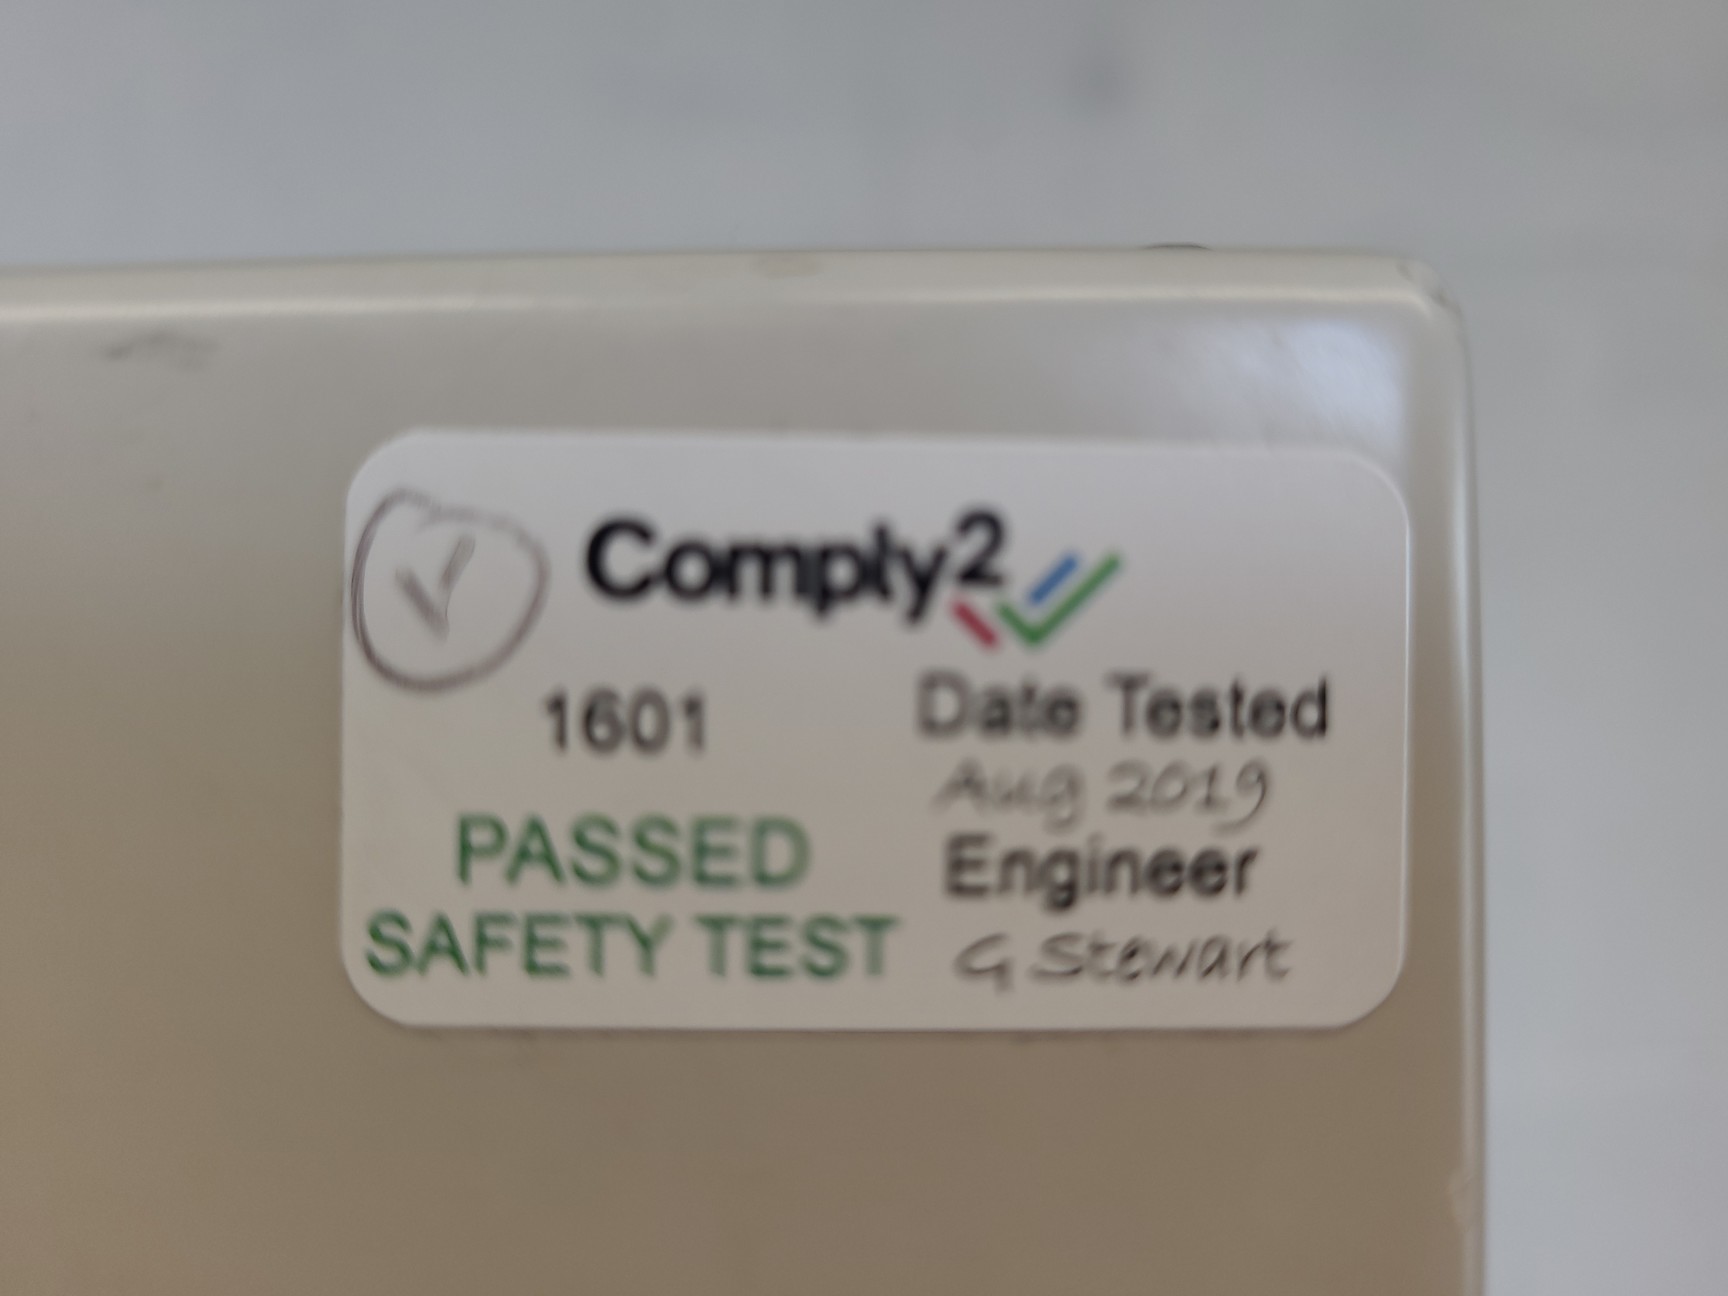 Comply2
1601
PASSED
SAFETY TEST
Date Tested
Aug 2019
Engineer
G Stewart